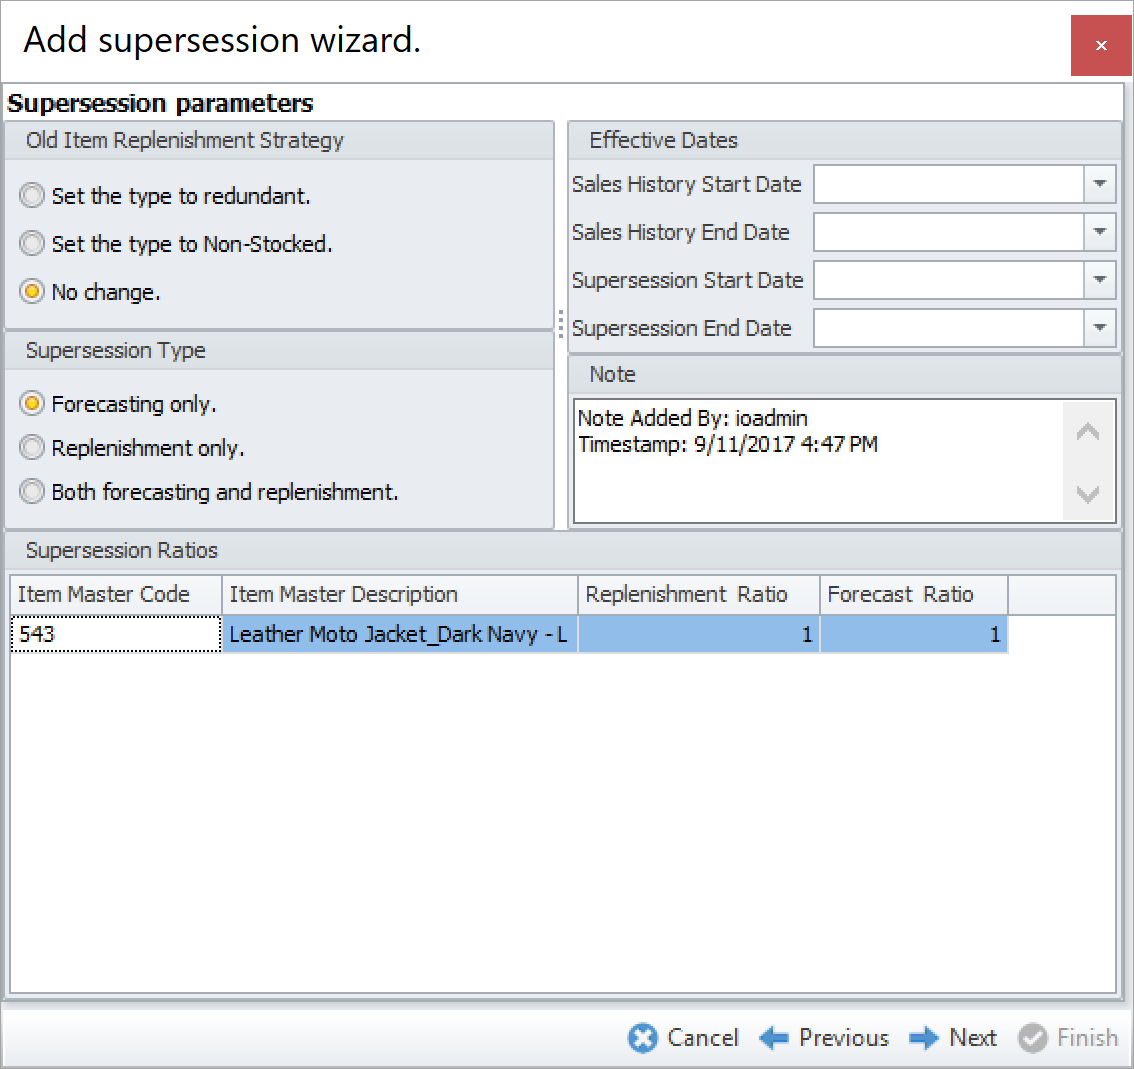 Add supersession wizard.
x
Supersession parameters
Old Item Replenishment Strategy
Set the type to redundant.
Set the type to Non-Stocked.
No change.
Supersession Type
Forecasting only.
Replenishment only.
Both forecasting and replenishment.
Effective Dates
Sales History Start Date
Sales History End Date
Supersession Start Date
Supersession End Date
Note
Note Added By: ioadmin
Timestamp: 9/11/2017 4:47 PM
Supersession Ratios
Item Master Code Item Master Description Replenishment Ratio Forecast Ratio
543 Leather Moto Jacket_Dark Navy - L 1 1
Cancel Previous Next Finish